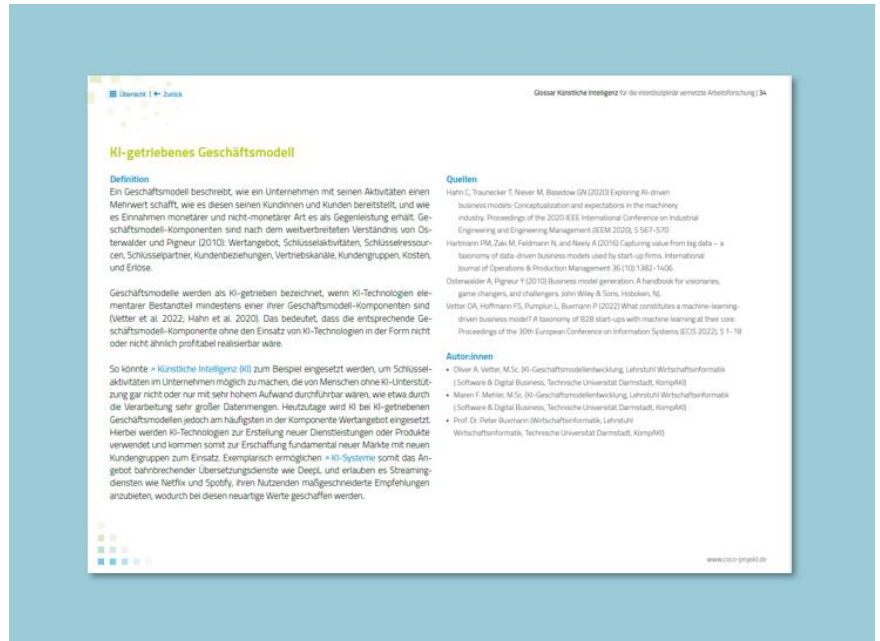 Übersicht | ← Zurück
Glossar Künstliche Intelligenz für die interdisziplinär vernetzte Arbeitsforschung | 34
KI-getriebenes Geschäftsmodell
Definition
Ein Geschäftsmodell beschreibt, wie ein Unternehmen mit seinen Aktivitäten einen
Mehrwert schafft, wie es diesen seinen Kundinnen und Kunden bereitstellt, und wie
es Einnahmen monetärer und nicht-monetärer Art es als Gegenleistung erhält. Ge-
schäftsmodell-Komponenten sind nach dem weitverbreiteten Verständnis von Os-
terwalder und Pigneur (2010): Wertangebot, Schlüsselaktivitäten, Schlüsselressour-
cen, Schlüsselpartner, Kundenbeziehungen, Vertriebskanäle, Kundengruppen, Kosten,
und Erlöse.
Geschäftsmodelle werden als KI-getrieben bezeichnet, wenn KI-Technologien ele-
mentarer Bestandteil mindestens einer ihrer Geschäftsmodell-Komponenten sind
(Vetter et al. 2022; Hahn et al. 2020). Das bedeutet, dass die entsprechende Ge-
schäftsmodell-Komponente ohne den Einsatz von KI-Technologien in der Form nicht
oder nicht ähnlich profitabel realisierbar wäre.
So könnte » Künstliche Intelligenz (KI) zum Beispiel eingesetzt werden, um Schlüssel-
aktivitäten im Unternehmen möglich zu machen, die von Menschen ohne KI-Unterstüt-
zung gar nicht oder nur mit sehr hohem Aufwand durchführbar wären, wie etwa durch
die Verarbeitung sehr großer Datenmengen. Heutzutage wird KI bei KI-getriebenen
Geschäftsmodellen jedoch am häufigsten in der Komponente Wertangebot eingesetzt.
Hierbei werden KI-Technologien zur Erstellung neuer Dienstleistungen oder Produkte
verwendet und kommen somit zur Erschaffung fundamental neuer Märkte mit neuen
Kundengruppen zum Einsatz. Exemplarisch ermöglichen » KI-Systeme somit das An-
gebot bahnbrechender Übersetzungsdienste wie DeepL und erlauben es Streaming-
diensten wie Netflix und Spotify, ihren Nutzenden maßgeschneiderte Empfehlungen
anzubieten, wodurch bei diesen neuartige Werte geschaffen werden.
Quellen
Hahn C, Traunecker T, Niever M, Basedow GN (2020) Exploring AI-driven
business models: Conceptualization and expectations in the machinery
industry. Proceedings of the 2020 IEEE International Conference on Industrial
Engineering and Engineering Management (IEEM 2020), S 567-570
Hartmann PM, Zaki M, Feldmann N, and Neely A (2016) Capturing value from big data – a
taxonomy of data-driven business models used by start-up firms. International
Journal of Operations & Production Management 36 (10):1382-1406
Osterwalder A, Pigneur Y (2010) Business model generation: A handbook for visionaries,
game changers, and challengers. John Wiley & Sons, Hoboken, NJ.
Vetter OA, Hoffmann FS, Pumplun L, Buxmann P (2022) What constitutes a machine-learning-
driven business model? A taxonomy of B2B start-ups with machine learning at their core.
Proceedings of the 30th European Conference on Information Systems (ECIS 2022), S 1-18
Autor:innen
• Oliver A. Vetter, M.Sc. (KI-Geschäftsmodellentwicklung, Lehrstuhl Wirtschaftsinformatik
| Software & Digital Business, Technische Universität Darmstadt, KompAKI)
• Maren F. Mehler, M.Sc. (KI-Geschäftsmodellentwicklung, Lehrstuhl Wirtschaftsinformatik
| Software & Digital Business, Technische Universität Darmstadt, KompAKI)
• Prof. Dr. Peter Buxmann (Wirtschaftsinformatik, Lehrstuhl
Wirtschaftsinformatik, Technische Universität Darmstadt, KompAKI)
www.coco-projekt.de